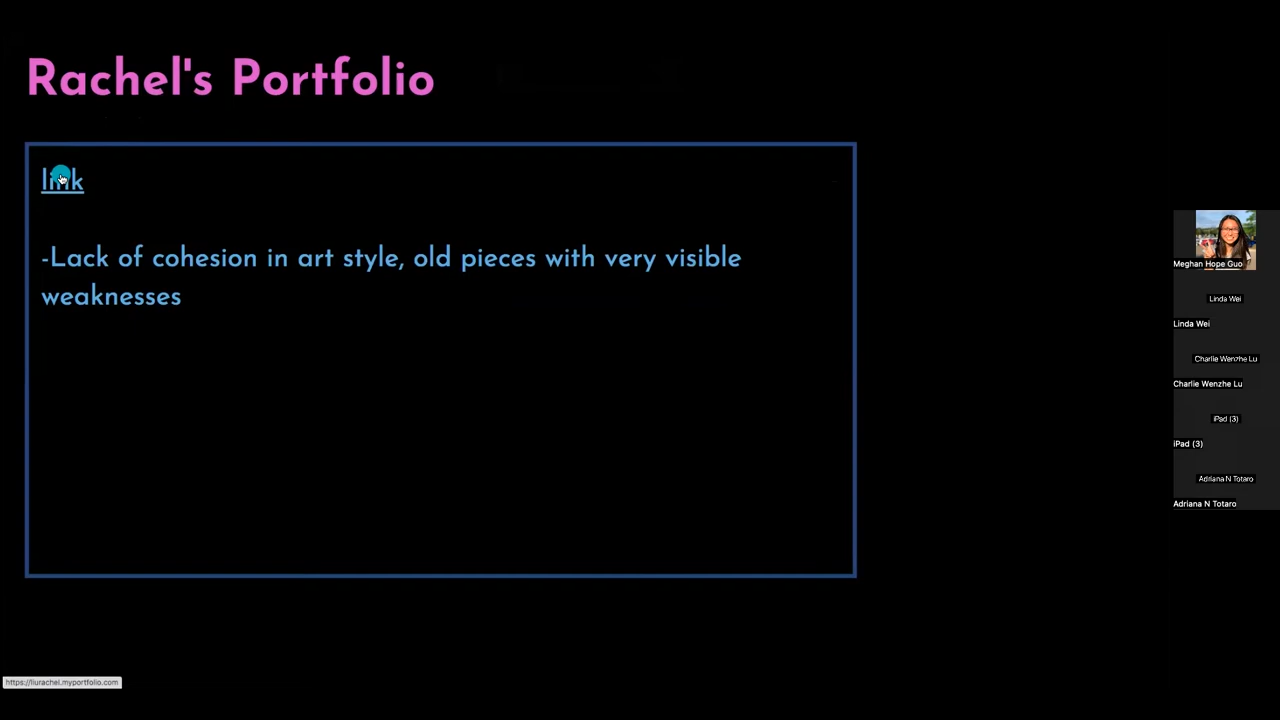 Rachel's Portfolio
link
-Lack of cohesion in art style, old pieces with very visible
weaknesses
Meghan Hope Guo
Linda Wei
Linda Wei
Charlie Wenzhe Lu
Charlie Wenzhe Lu
iPad (3)
iPad (3)
Adriana N Totaro
Adriana N Totaro
https://liurachel.myportfolio.com